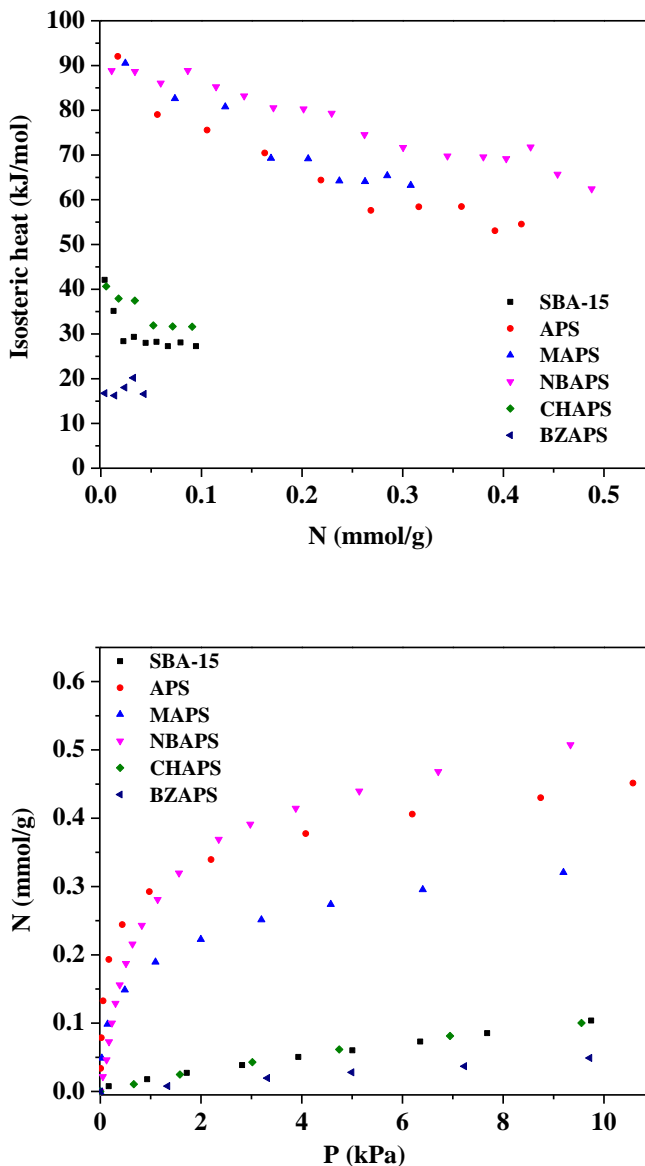 100
90
80
70
60
50
40
30
20
10
0
Isosteric heat (kJ/mol)
SBA-15
APS
MAPS
NBAPS
CHAPS
BZAPS
0.0 0.1 0.2 0.3 0.4 0.5
N (mmol/g)
0.6
0.5
0.4
0.3
0.2
0.1
0.0
N (mmol/g)
SBA-15
APS
MAPS
NBAPS
CHAPS
BZAPS
0 2 4 6 8 10
P (kPa)